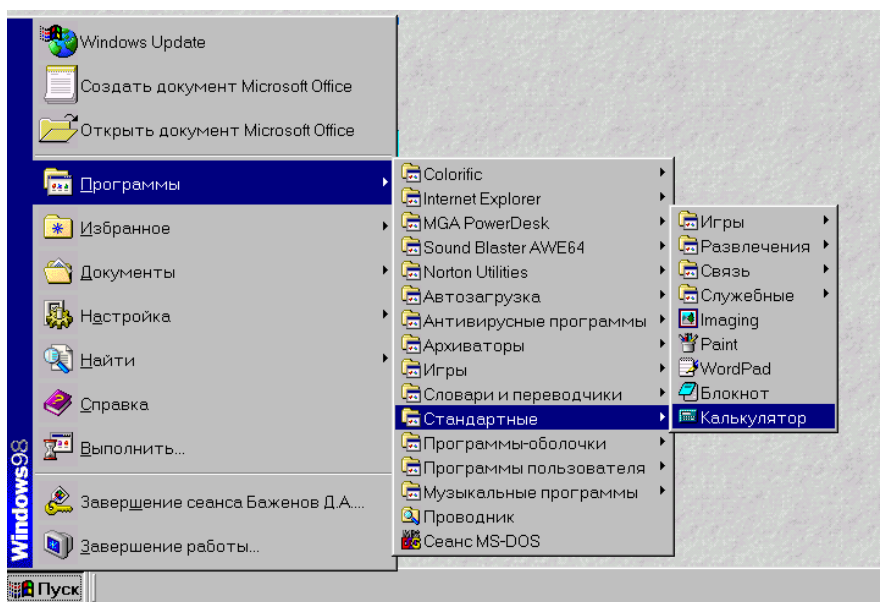 Windows Update
Создать документ Microsoft Office
Открыть документ Microsoft Office
Программы
Избранное
Документы
Настройка
Найти
Справка
Выполнить...
Завершение сеанса Баженов Д.А....
Завершение работы...
Windows98
Colorific
Internet Explorer
MGA PowerDesk
Sound Blaster AWE64
Norton Utilities
Автозагрузка
Антивирусные программы
Архиваторы
Игры
Словари и переводчики
Стандартные
Программы-оболочки
Программы пользователя
Музыкальные программы
Проводник
Сеанс MS-DOS
Игры
Развлечения
Связь
Служебные
Imaging
Paint
WordPad
Блокнот
Калькулятор
Пуск